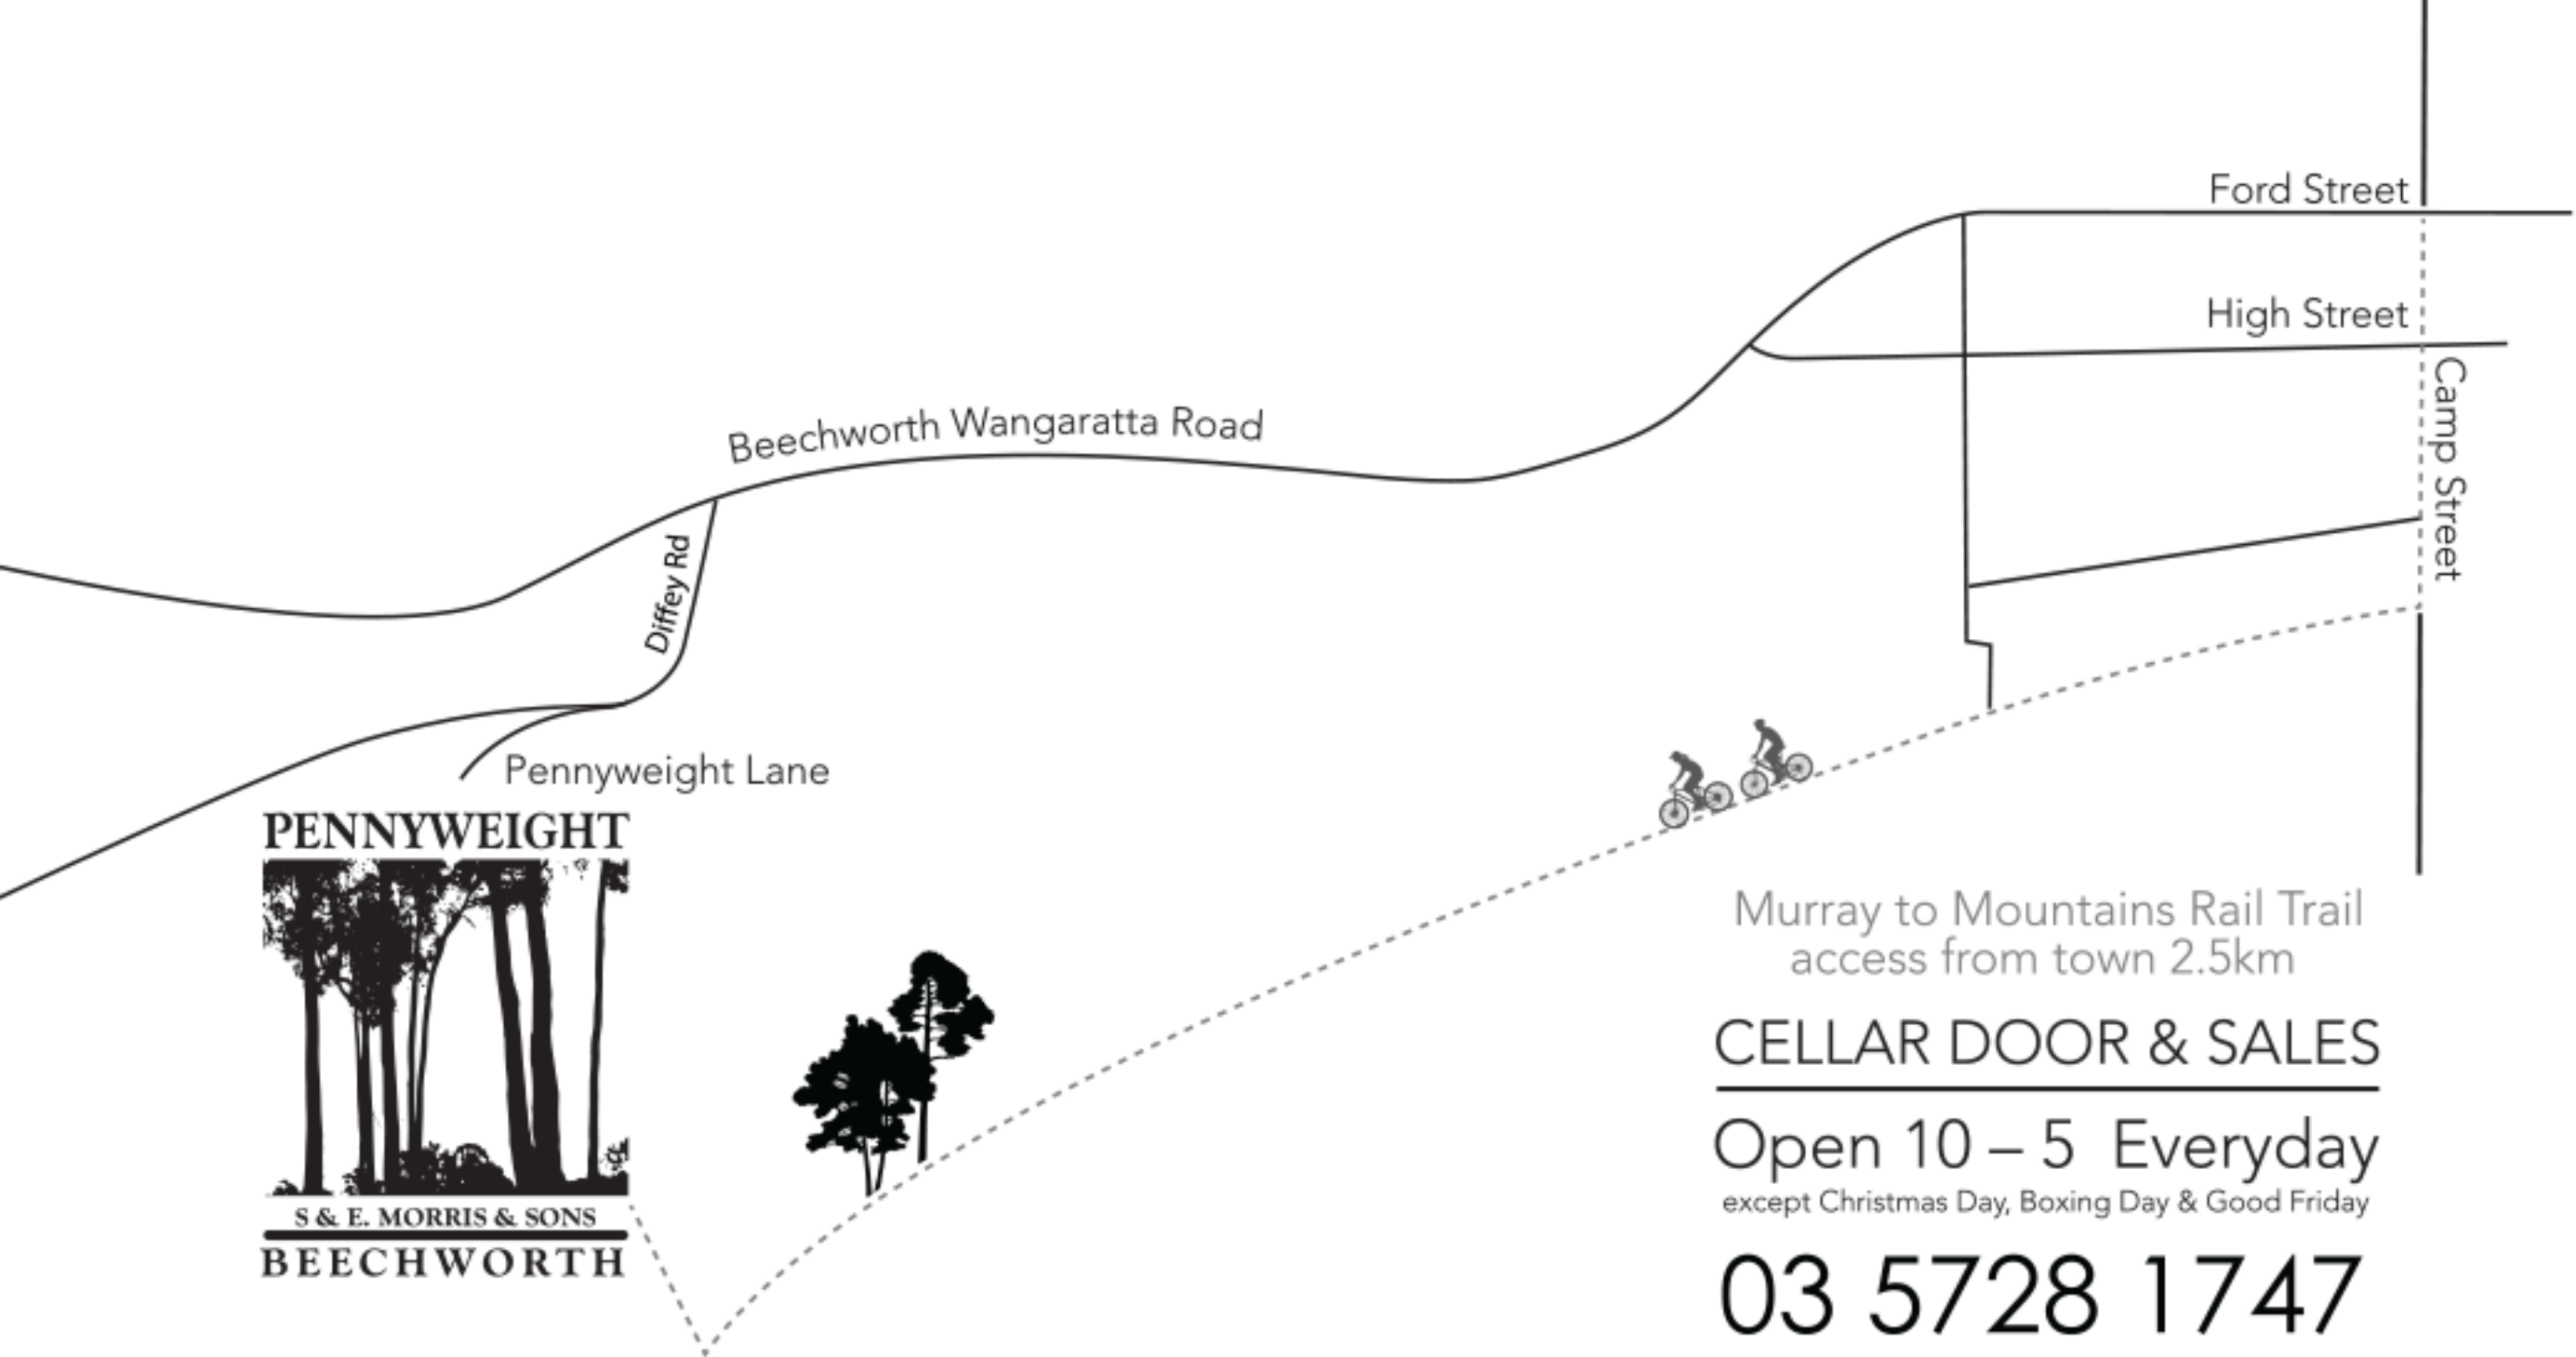 Ford Street
High Street
Camp Street
Beechworth Wangaratta Road
Diffey Rd
Pennyweight Lane
PENNYWEIGHT
S & E. MORRIS & SONS
BEECHWORTH
Murray to Mountains Rail Trail
access from town 2.5km
CELLAR DOOR & SALES
Open 10 – 5 Everyday
except Christmas Day, Boxing Day & Good Friday
03 5728 1747